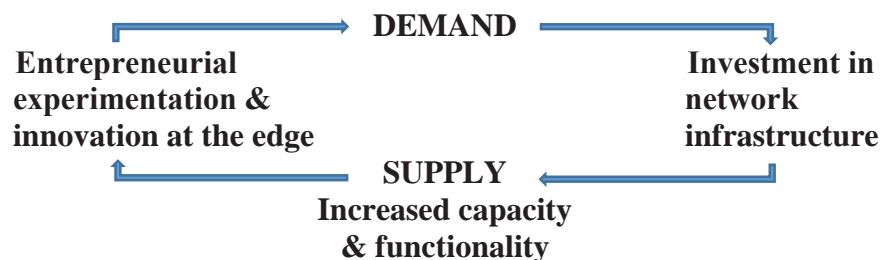 DEMAND
Entrepreneurial
experimentation &
innovation at the edge
Investment in
network
infrastructure
SUPPLY
Increased capacity
& functionality